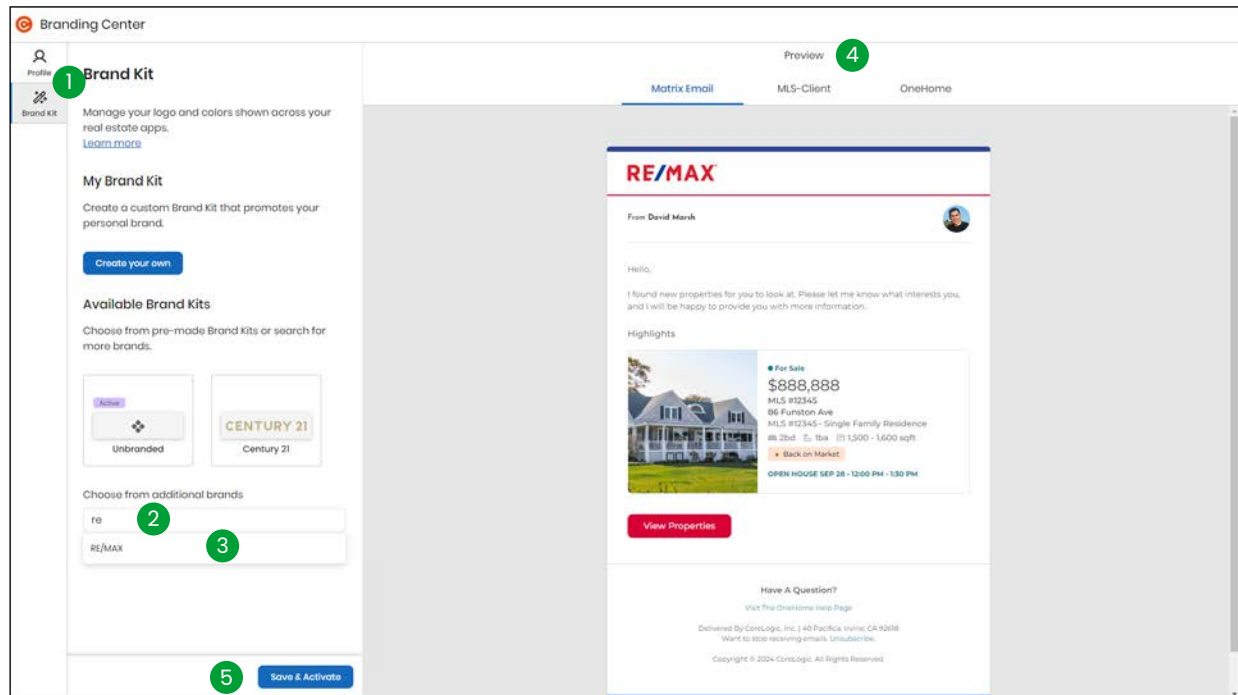 Branding Center
Profile
1
Brand Kit
Brand Kit
Manage your logo and colors shown across your
real estate apps.
Learn more
My Brand Kit
Create a custom Brand Kit that promotes your
personal brand.
Create your own
Available Brand Kits
Choose from pre-made Brand Kits or search for
more brands.
Active
Unbranded
CENTURY 21
Century 21
Choose from additional brands
re
2
RE/MAX
3
5
Save & Activate
Preview
4
Matrix Email
MLS-Client
OneHome
RE/MAX
From David Marsh
Hello,
I found new properties for you to look at. Please let me know what interests you,
and I will be happy to provide you with more information.
Highlights
For Sale
$888,888
MLS #12345
86 Funston Ave
MLS #12345 - Single Family Residence
2bd 1ba 1,500 - 1,600 sqft
Back on Market
OPEN HOUSE SEP 28 - 12:00 PM - 1:30 PM
View Properties
Have A Question?
Visit The OneHome Help Page
Delivered By CoreLogic, Inc. | 40 Pacifica, Irvine, CA 92618
Want to stop receiving emails. Unsubscribe.
Copyright © 2024 CoreLogic. All Rights Reserved